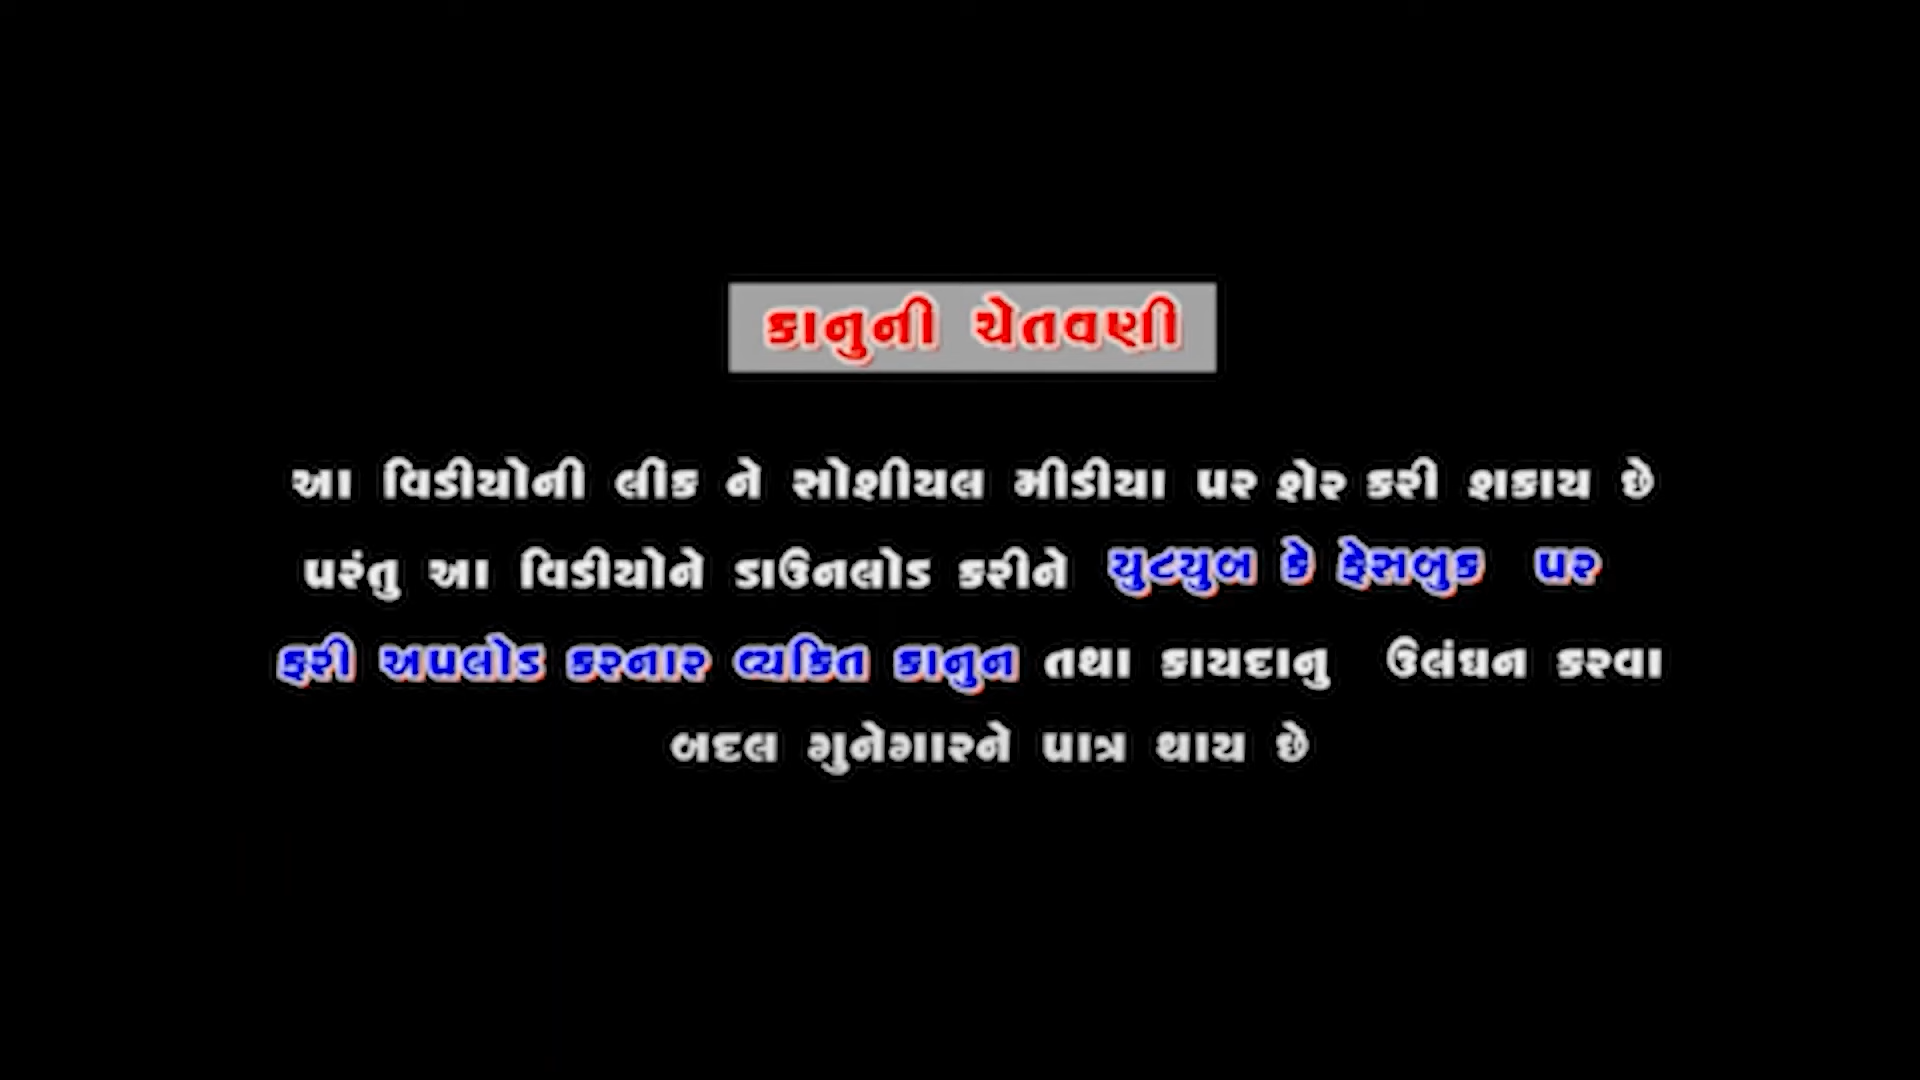 કાનુની ચેતવણી
આ વિડીયોની લીંક ને સોશીયલ મીડીયા પર શેર કરી શકાય છે
પરંતુ આ વિડીયોને ડાઉનલોડ કરીને યુટયુબ કે ફેસબુક પર
ફરી અપલોડ કરનાર વ્યકિત કાનુન તથા કાયદાનુ ઉલંઘન કરવા
બદલ ગુનેગારને પાત્ર થાય છે